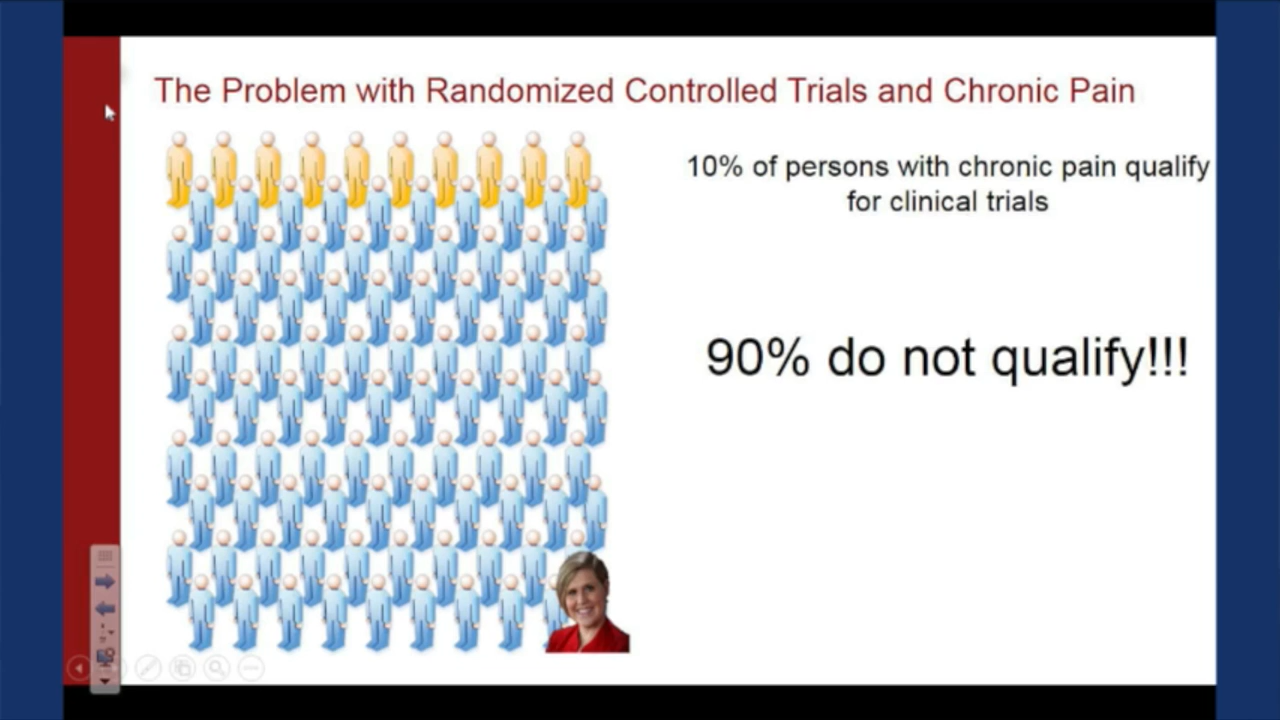 The Problem with Randomized Controlled Trials and Chronic Pain
10% of persons with chronic pain qualify
for clinical trials
90% do not qualify!!!